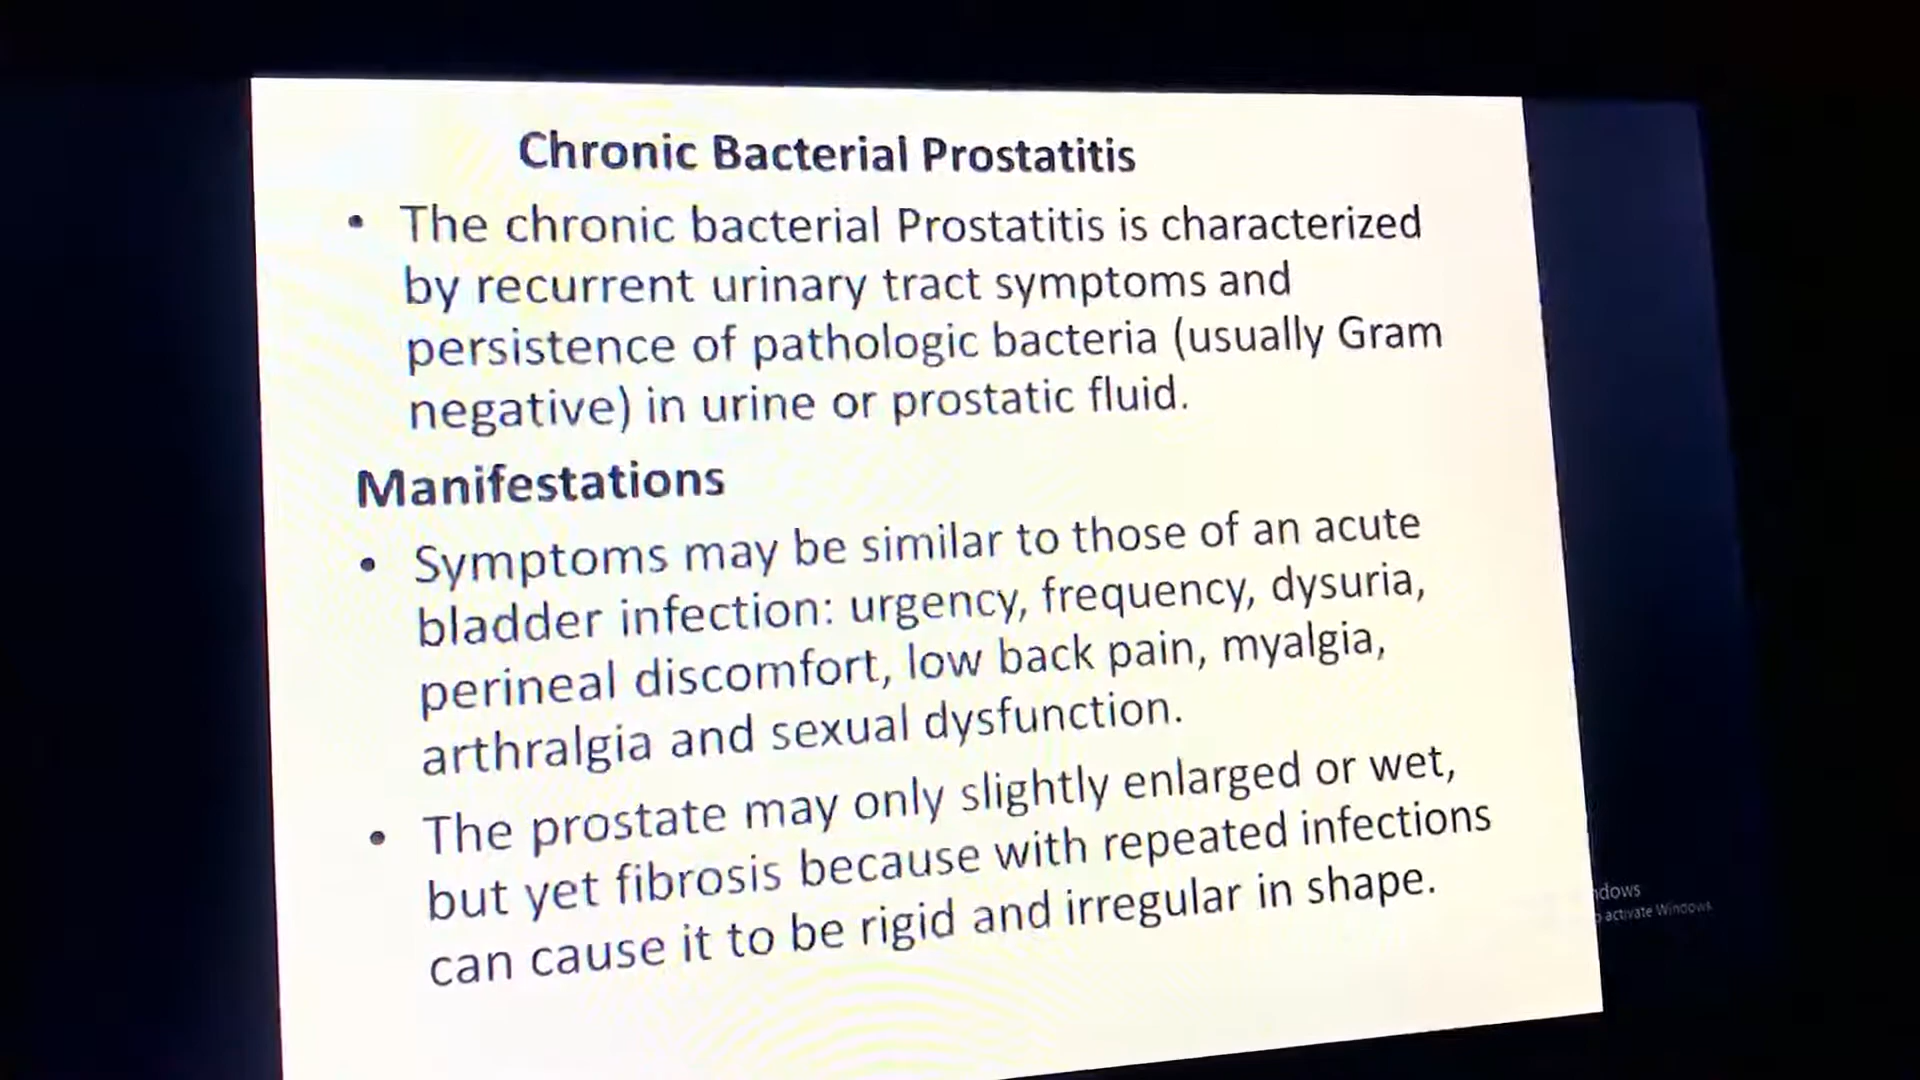 Chronic Bacterial Prostatitis
• The chronic bacterial Prostatitis is characterized
by recurrent urinary tract symptoms and
persistence of pathologic bacteria (usually Gram
negative) in urine or prostatic fluid.
Manifestations
• Symptoms may be similar to those of an acute
bladder infection: urgency, frequency, dysuria,
perineal discomfort, low back pain, myalgia,
arthralgia and sexual dysfunction.
• The prostate may only slightly enlarged or wet,
but yet fibrosis because with repeated infections
can cause it to be rigid and irregular in shape.
activate Windows